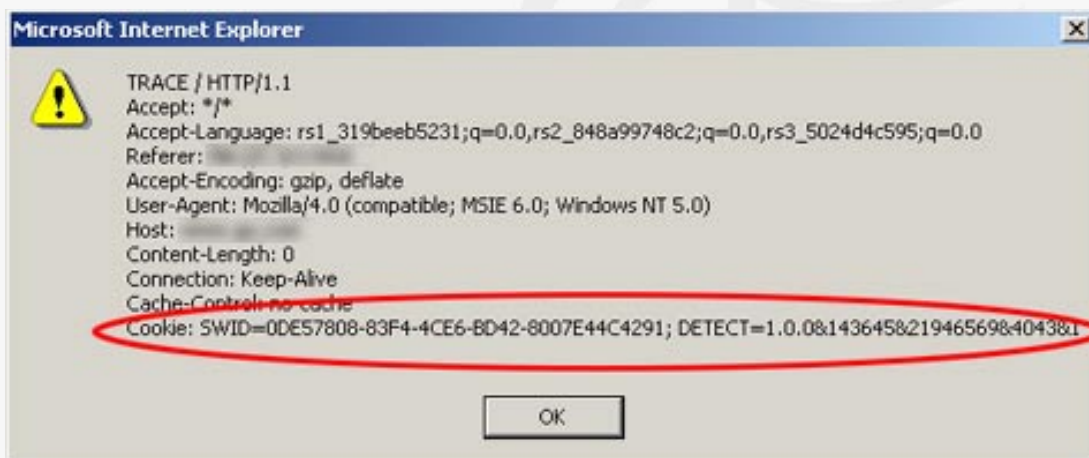 Microsoft Internet Explorer
TRACE / HTTP/1.1
Accept: */*
Accept-Language: rs1_319beeb5231;q=0.0,rs2_848a99748c2;q=0.0,rs3_5024d4c595;q=0.0
Referer:
Accept-Encoding: gzip, deflate
User-Agent: Mozilla/4.0 (compatible; MSIE 6.0; Windows NT 5.0)
Host:
Content-Length: 0
Connection: Keep-Alive
Cache-Control: no-cache
Cookie: SWID=0DE57808-83F4-4CE6-BD42-8007E44C4291; DETECT=1.0.0&143645&21946569&4043&1
OK